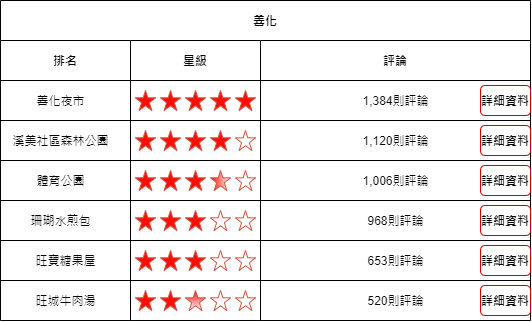 善化
排名 星級 評論
善化夜市 1,384則評論 詳細資料
溪美社區森林公園 1,120則評論 詳細資料
體育公園 1,006則評論 詳細資料
珊瑚水煎包 968則評論 詳細資料
旺寶糖果屋 653則評論 詳細資料
旺城牛肉湯 520則評論 詳細資料